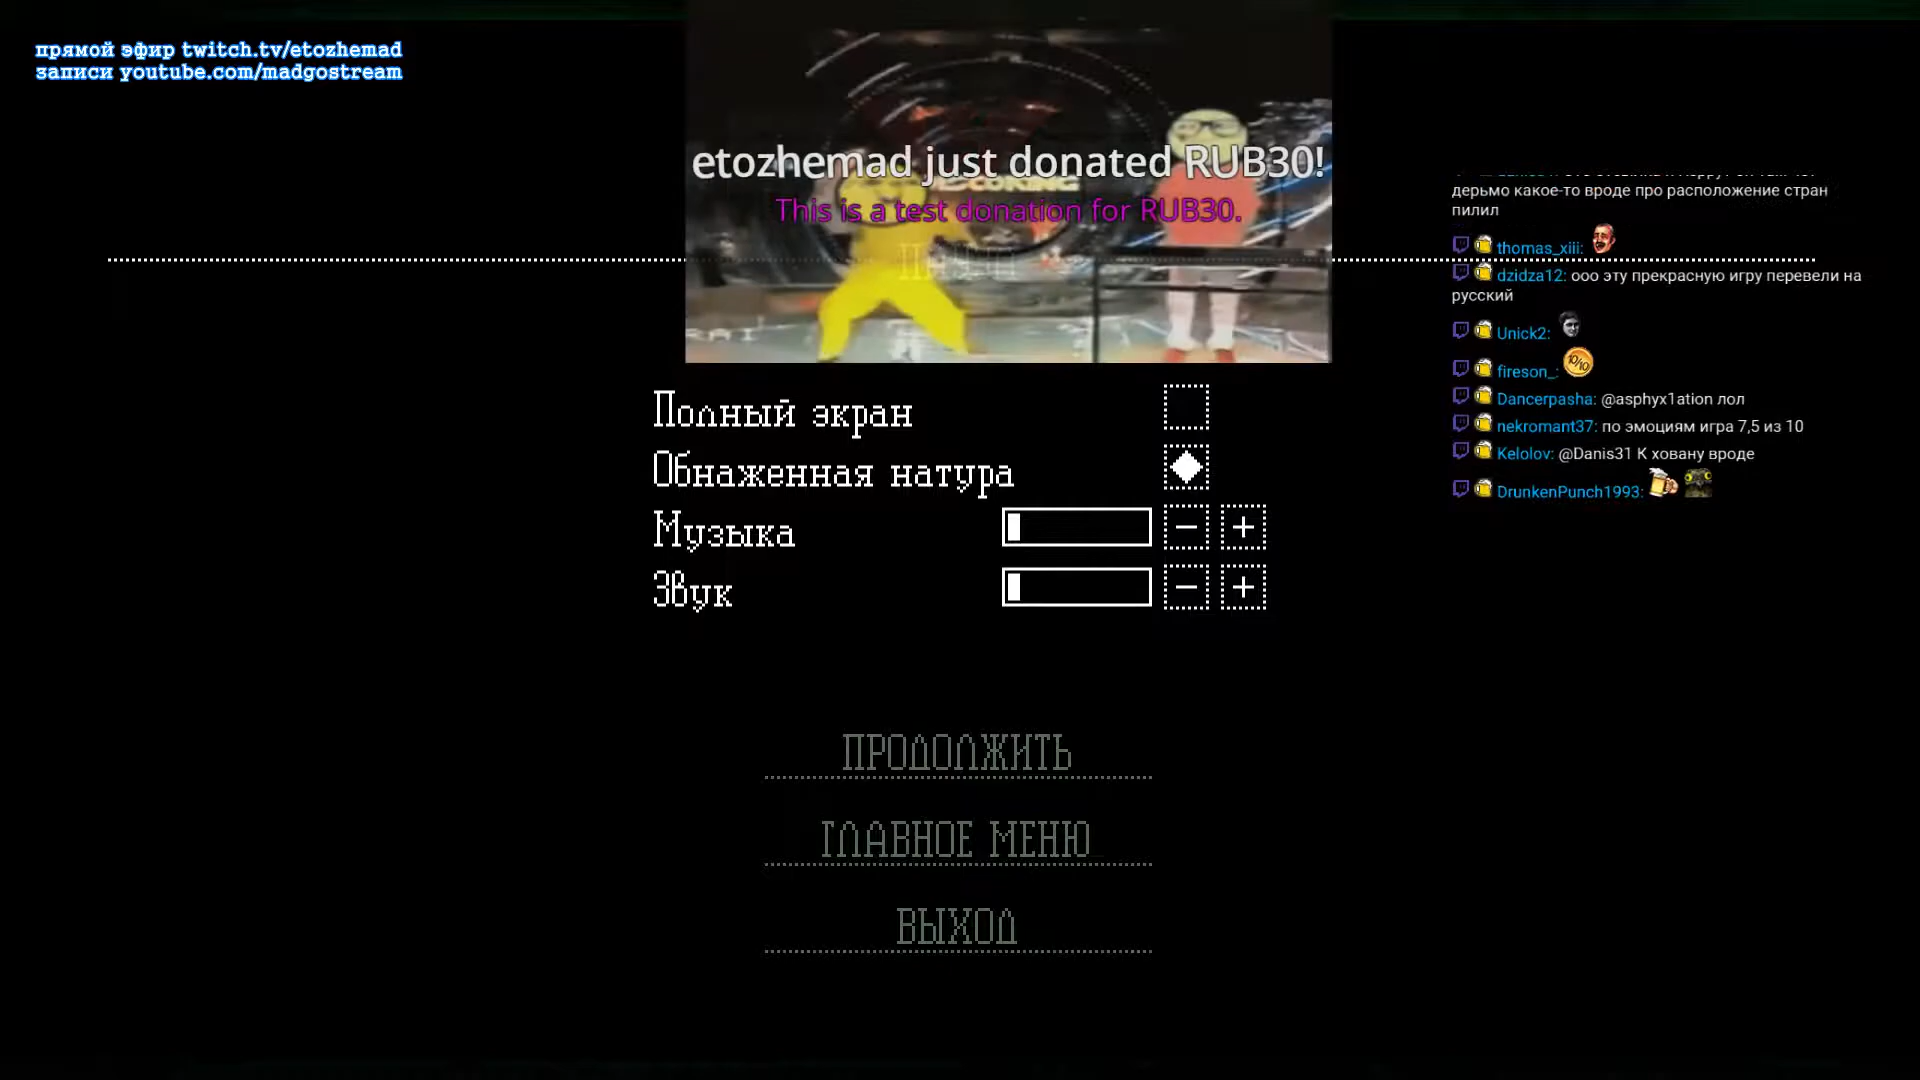 прямой эфир twitch.tv/etozhemad
записи youtube.com/madgostream
etozhemad just donated RUB30!
This is a test donation for RUB30.
дерьмо какое-то вроде про расположение стран
пилил
thomas_xiii:
dzidza12: ооо эту прекрасную игру перевели на
русский
Unick2:
fireson_:
10/10
Dancerpasha: @asphyx1ation лол
nekromant37: по эмоциям игра 7,5 из 10
Kelolov: @Danis31 К ховану вроде
DrunkenPunch1993:
Полный экран
Обнаженная натура
Музыка
− +
Звук
− +
ПРОДОЛЖИТЬ
ГЛАВНОЕ МЕНЮ
ВЫХОД